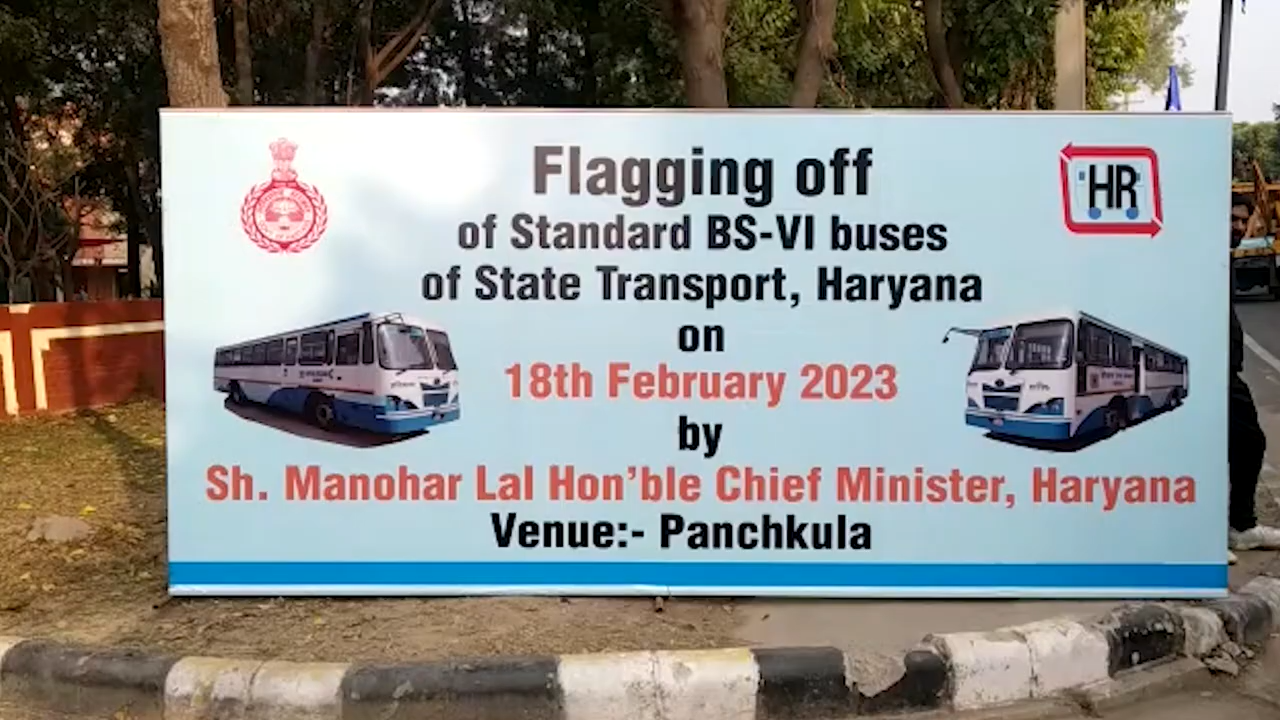 Flagging off
HR
of Standard BS-VI buses
of State Transport, Haryana
on
18th February 2023
by
Sh. Manohar Lal Hon'ble Chief Minister, Haryana
Venue:- Panchkula